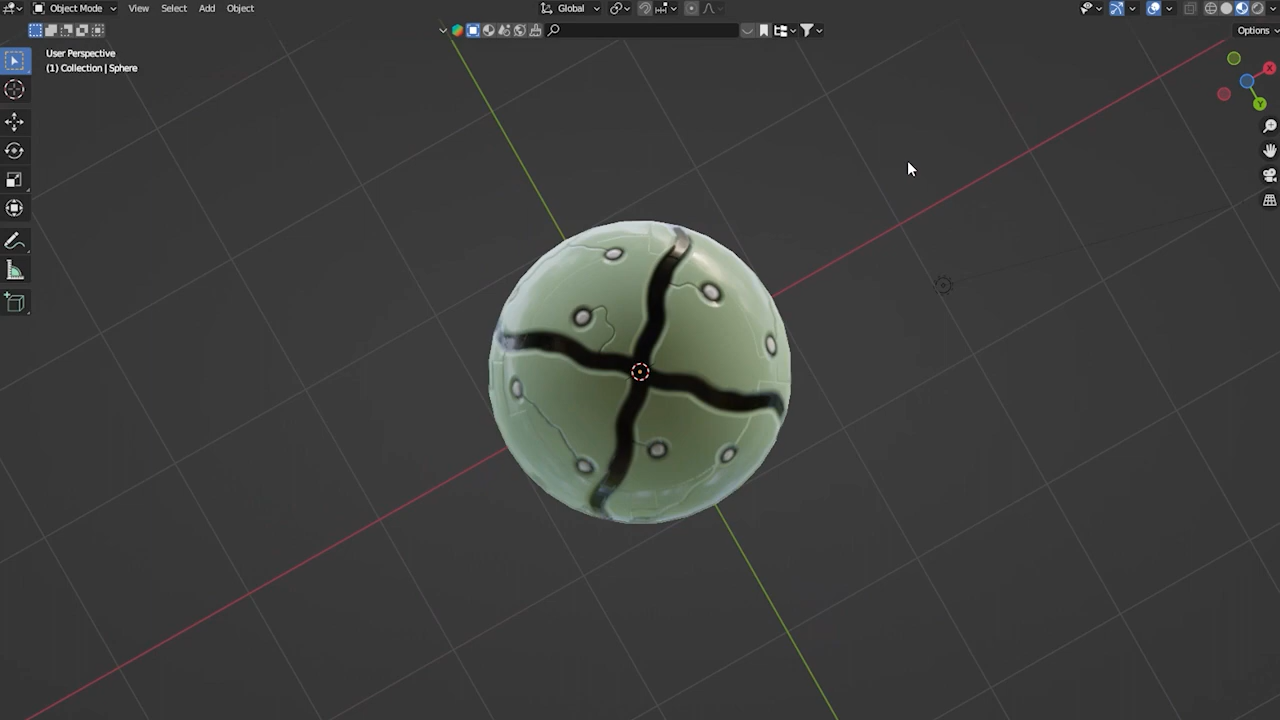 Object Mode View Select Add Object Global
Options
User Perspective
(1) Collection | Sphere
X
Y